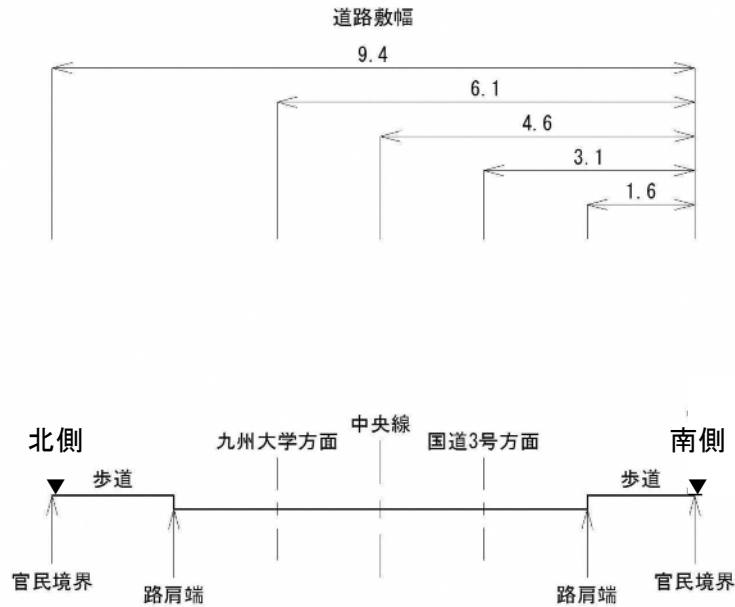 道路敷幅
9.4
6.1
4.6
3.1
1.6
中央線
北側
九州大学方面
国道3号方面
南側
歩道
歩道
官民境界
路肩端
路肩端
官民境界